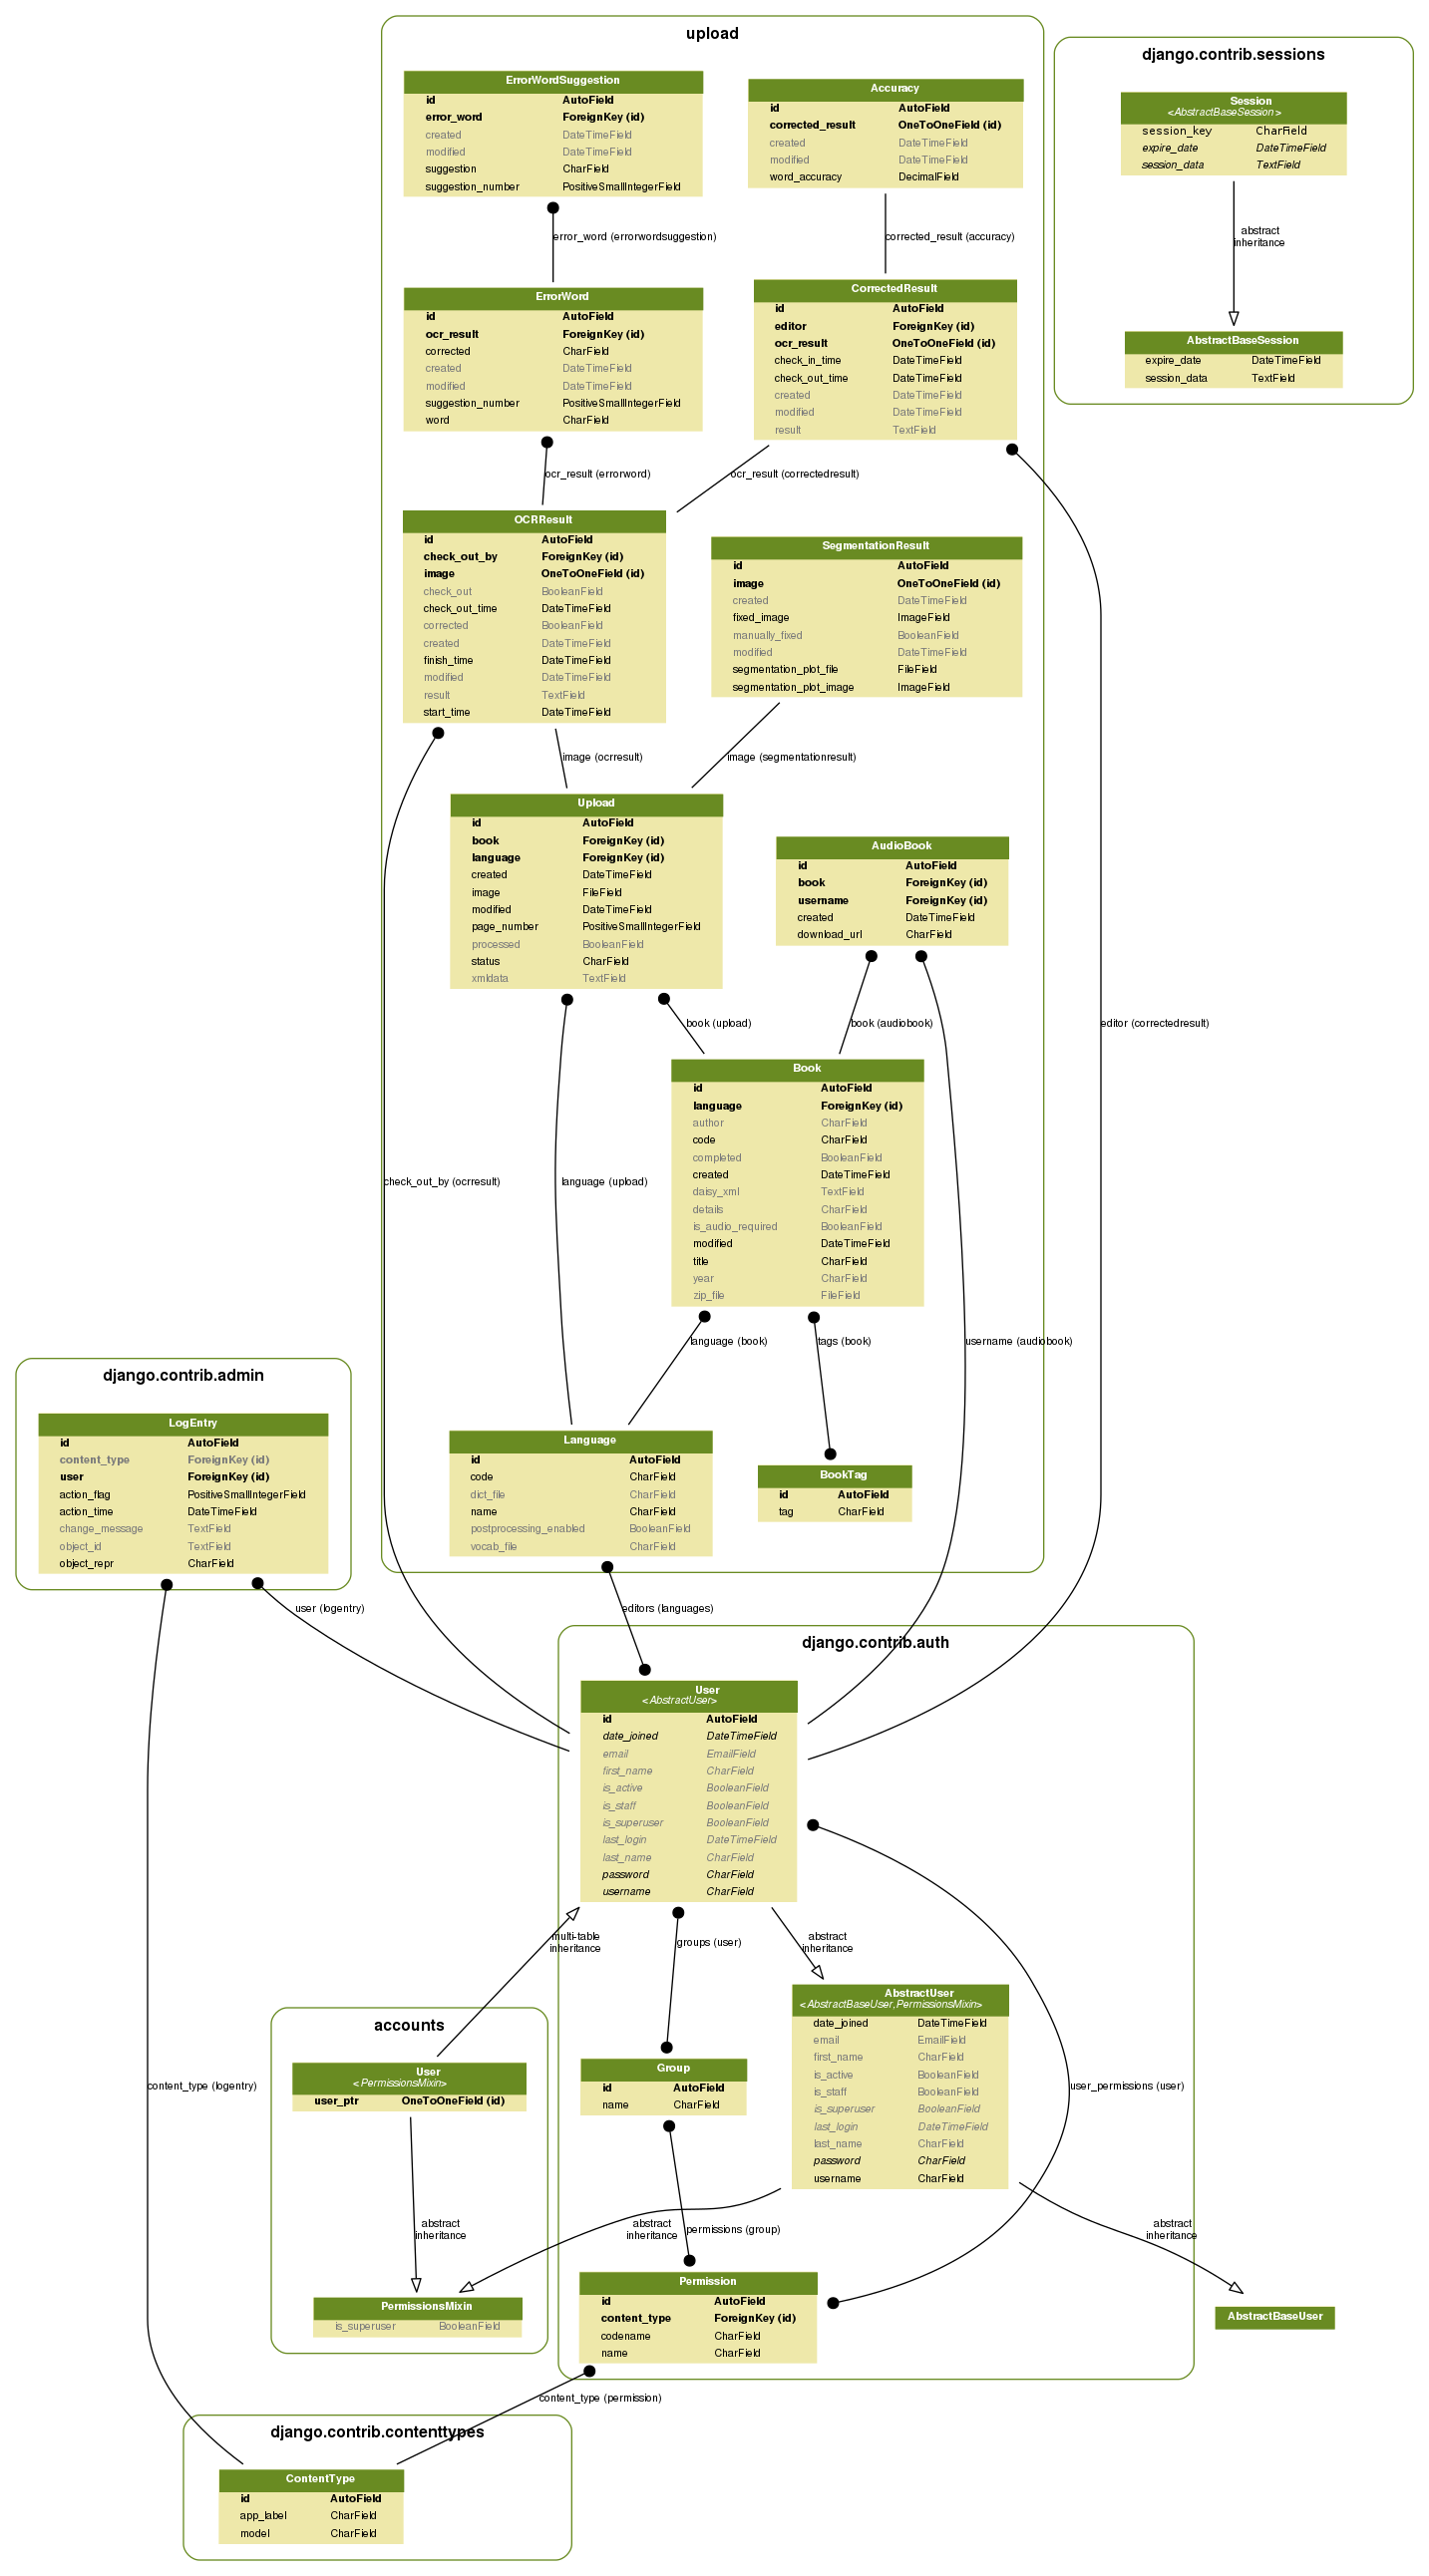 upload
ErrorWordSuggestion
id AutoField
error_word ForeignKey (id)
created DateTimeField
modified DateTimeField
suggestion CharField
suggestion_number PositiveSmallIntegerField
Accuracy
id AutoField
corrected_result OneToOneField (id)
created DateTimeField
modified DateTimeField
word_accuracy DecimalField
django.contrib.sessions
Session
<AbstractBaseSession>
session_key CharField
expire_date DateTimeField
session_data TextField
error_word (errorwordsuggestion)
corrected_result (accuracy)
abstract
inheritance
ErrorWord
id AutoField
ocr_result ForeignKey (id)
corrected CharField
created DateTimeField
modified DateTimeField
suggestion_number PositiveSmallIntegerField
word CharField
CorrectedResult
id AutoField
editor ForeignKey (id)
ocr_result OneToOneField (id)
check_in_time DateTimeField
check_out_time DateTimeField
created DateTimeField
modified DateTimeField
result TextField
AbstractBaseSession
expire_date DateTimeField
session_data TextField
ocr_result (errorword)
ocr_result (correctedresult)
OCRResult
id AutoField
check_out_by ForeignKey (id)
image OneToOneField (id)
check_out BooleanField
check_out_time DateTimeField
corrected BooleanField
created DateTimeField
finish_time DateTimeField
modified DateTimeField
result TextField
start_time DateTimeField
SegmentationResult
id AutoField
image OneToOneField (id)
created DateTimeField
fixed_image ImageField
manually_fixed BooleanField
modified DateTimeField
segmentation_plot_file FileField
segmentation_plot_image ImageField
image (ocrresult)
image (segmentationresult)
Upload
id AutoField
book ForeignKey (id)
language ForeignKey (id)
created DateTimeField
image FileField
modified DateTimeField
page_number PositiveSmallIntegerField
processed BooleanField
status CharField
xmldata TextField
AudioBook
id AutoField
book ForeignKey (id)
username ForeignKey (id)
created DateTimeField
download_url CharField
book (upload)
book (audiobook)
editor (correctedresult)
Book
id AutoField
language ForeignKey (id)
author CharField
code CharField
completed BooleanField
created DateTimeField
daisy_xml TextField
details CharField
is_audio_required BooleanField
modified DateTimeField
title CharField
year CharField
zip_file FileField
check_out_by (ocrresult)
language (upload)
language (book)
tags (book)
username (audiobook)
django.contrib.admin
LogEntry
id AutoField
content_type ForeignKey (id)
user ForeignKey (id)
action_flag PositiveSmallIntegerField
action_time DateTimeField
change_message TextField
object_id TextField
object_repr CharField
Language
id AutoField
code CharField
dict_file CharField
name CharField
postprocessing_enabled BooleanField
vocab_file CharField
BookTag
id AutoField
tag CharField
user (logentry)
editors (languages)
django.contrib.auth
User
<AbstractUser>
id AutoField
date_joined DateTimeField
email EmailField
first_name CharField
is_active BooleanField
is_staff BooleanField
is_superuser BooleanField
last_login DateTimeField
last_name CharField
password CharField
username CharField
multi-table
inheritance
groups (user)
abstract
inheritance
AbstractUser
<AbstractBaseUser,PermissionsMixin>
date_joined DateTimeField
email EmailField
first_name CharField
is_active BooleanField
is_staff BooleanField
is_superuser BooleanField
last_login DateTimeField
last_name CharField
password CharField
username CharField
accounts
User
<PermissionsMixin>
user_ptr OneToOneField (id)
Group
id AutoField
name CharField
content_type (logentry)
user_permissions (user)
abstract
inheritance
abstract
inheritance
permissions (group)
abstract
inheritance
PermissionsMixin
is_superuser BooleanField
Permission
id AutoField
content_type ForeignKey (id)
codename CharField
name CharField
AbstractBaseUser
content_type (permission)
django.contrib.contenttypes
ContentType
id AutoField
app_label CharField
model CharField